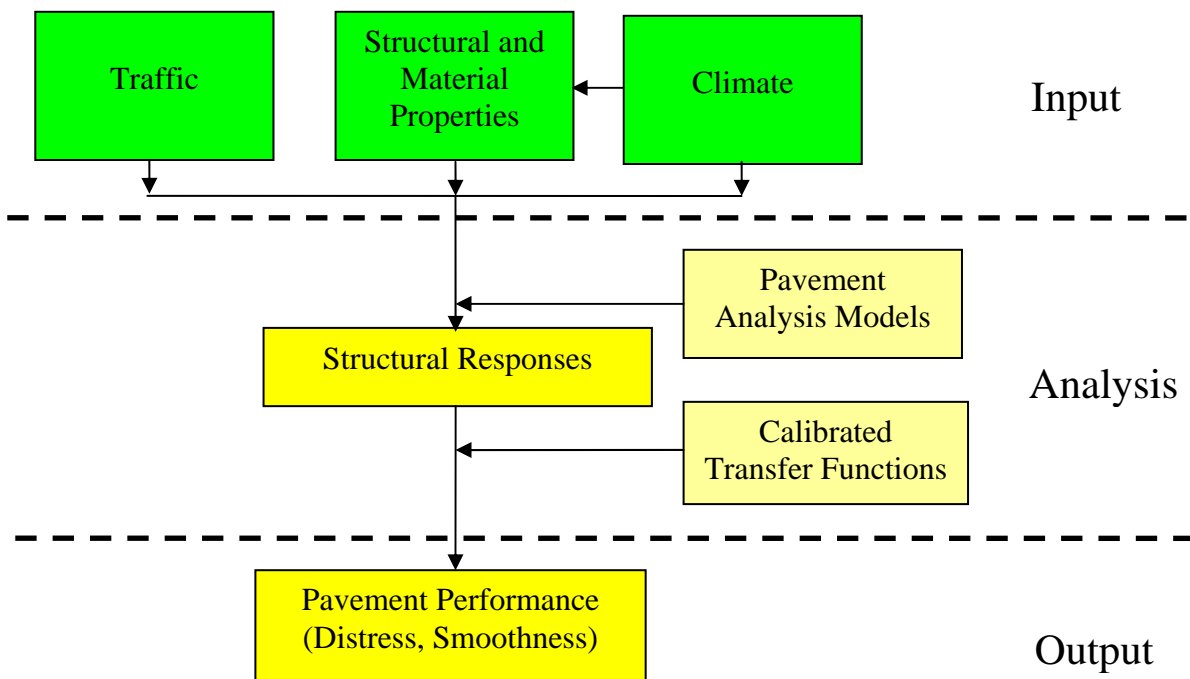 Traffic
Structural and
Material
Properties
Climate
Input
Pavement
Analysis Models
Structural Responses
Analysis
Calibrated
Transfer Functions
Pavement Performance
(Distress, Smoothness)
Output